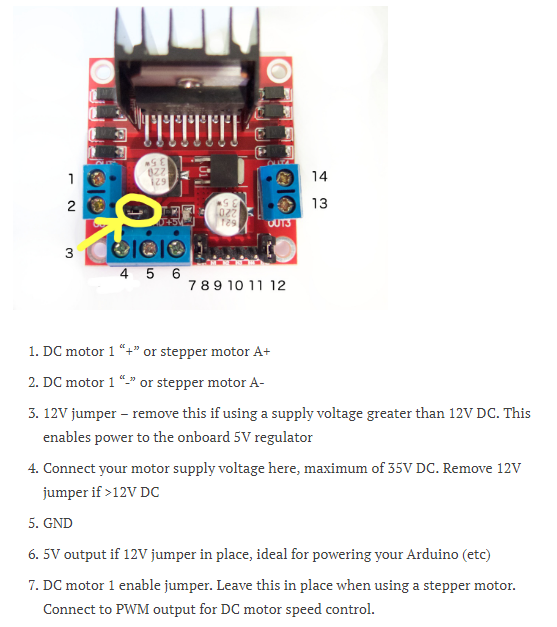 OUT4
1
14
2
13
+5V
OUT3
3
4 5 6
7 8 9 10 11 12
1. DC motor 1 “+” or stepper motor A+
2. DC motor 1 “-” or stepper motor A-
3. 12V jumper – remove this if using a supply voltage greater than 12V DC. This
enables power to the onboard 5V regulator
4. Connect your motor supply voltage here, maximum of 35V DC. Remove 12V
jumper if >12V DC
5. GND
6. 5V output if 12V jumper in place, ideal for powering your Arduino (etc)
7. DC motor 1 enable jumper. Leave this in place when using a stepper motor.
Connect to PWM output for DC motor speed control.